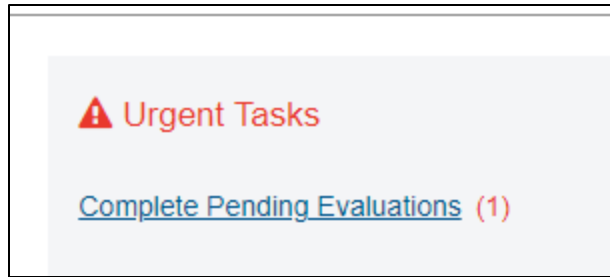 Urgent Tasks
Complete Pending Evaluations (1)